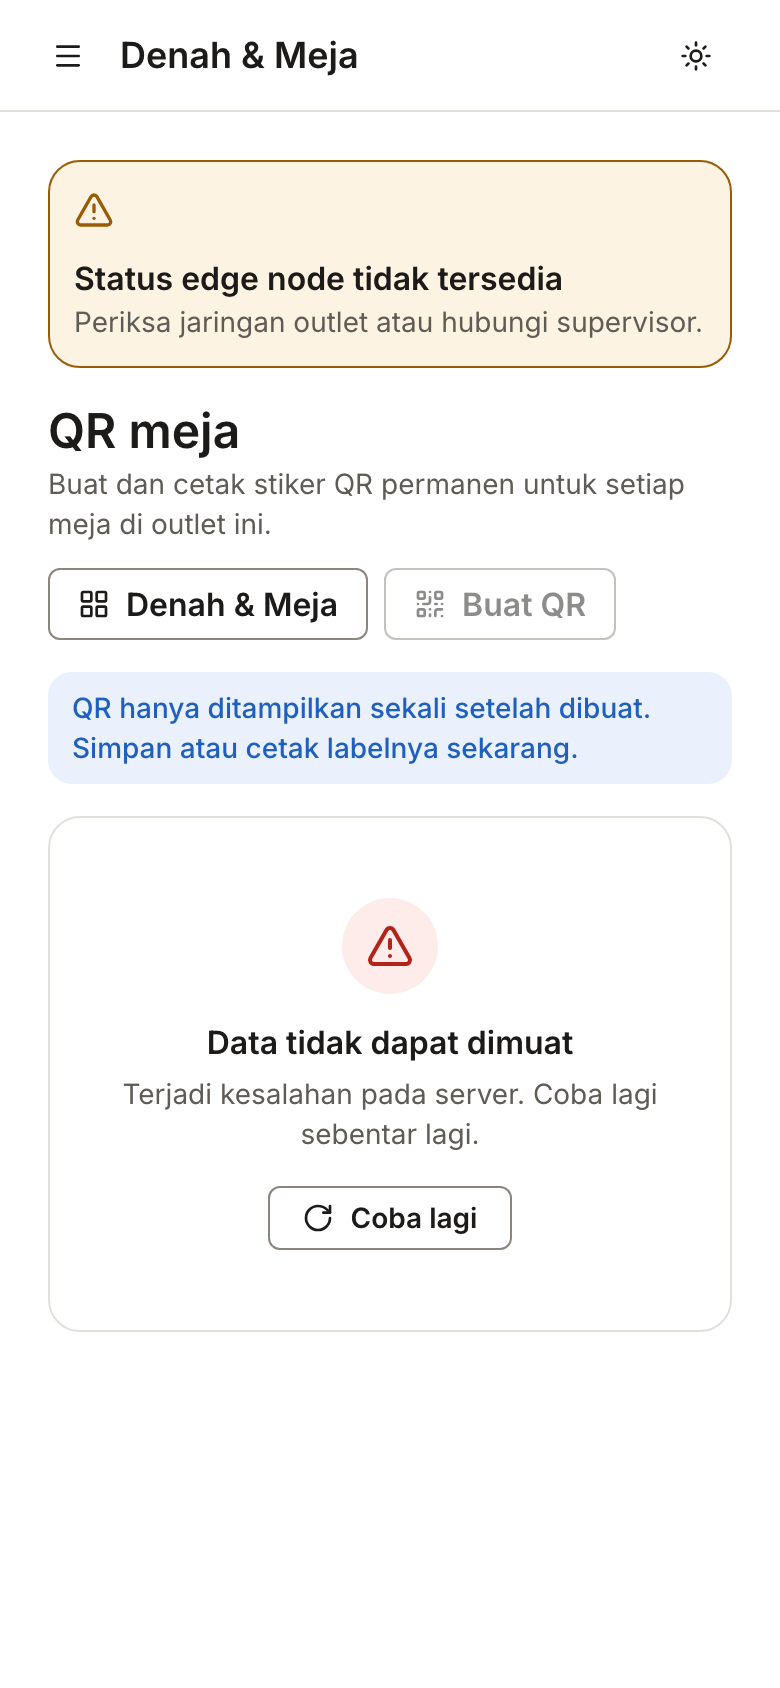 Denah & Meja
Status edge node tidak tersedia
Periksa jaringan outlet atau hubungi supervisor.
QR meja
Buat dan cetak stiker QR permanen untuk setiap
meja di outlet ini.
Denah & Meja
Buat QR
QR hanya ditampilkan sekali setelah dibuat.
Simpan atau cetak labelnya sekarang.
Data tidak dapat dimuat
Terjadi kesalahan pada server. Coba lagi
sebentar lagi.
Coba lagi